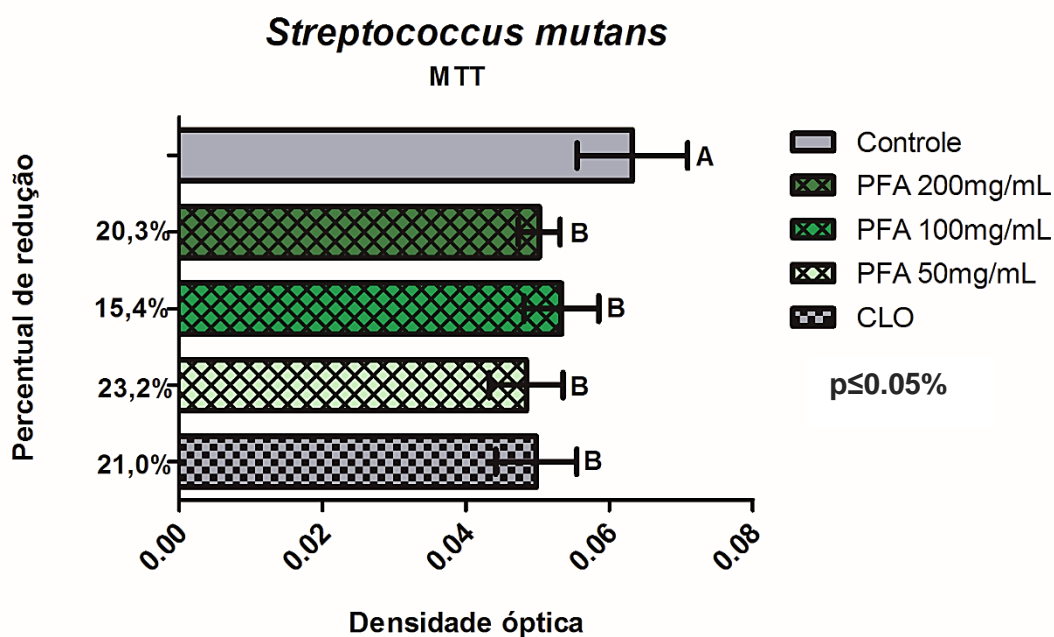 Streptococcus mutans
MTT
Percentual de redução
20,3%
15,4%
23,2%
21,0%
A
B
B
B
B
0.00
0.02
0.04
0.06
0.08
Densidade óptica
Controle
PFA 200mg/mL
PFA 100mg/mL
PFA 50mg/mL
CLO
p≤0.05%